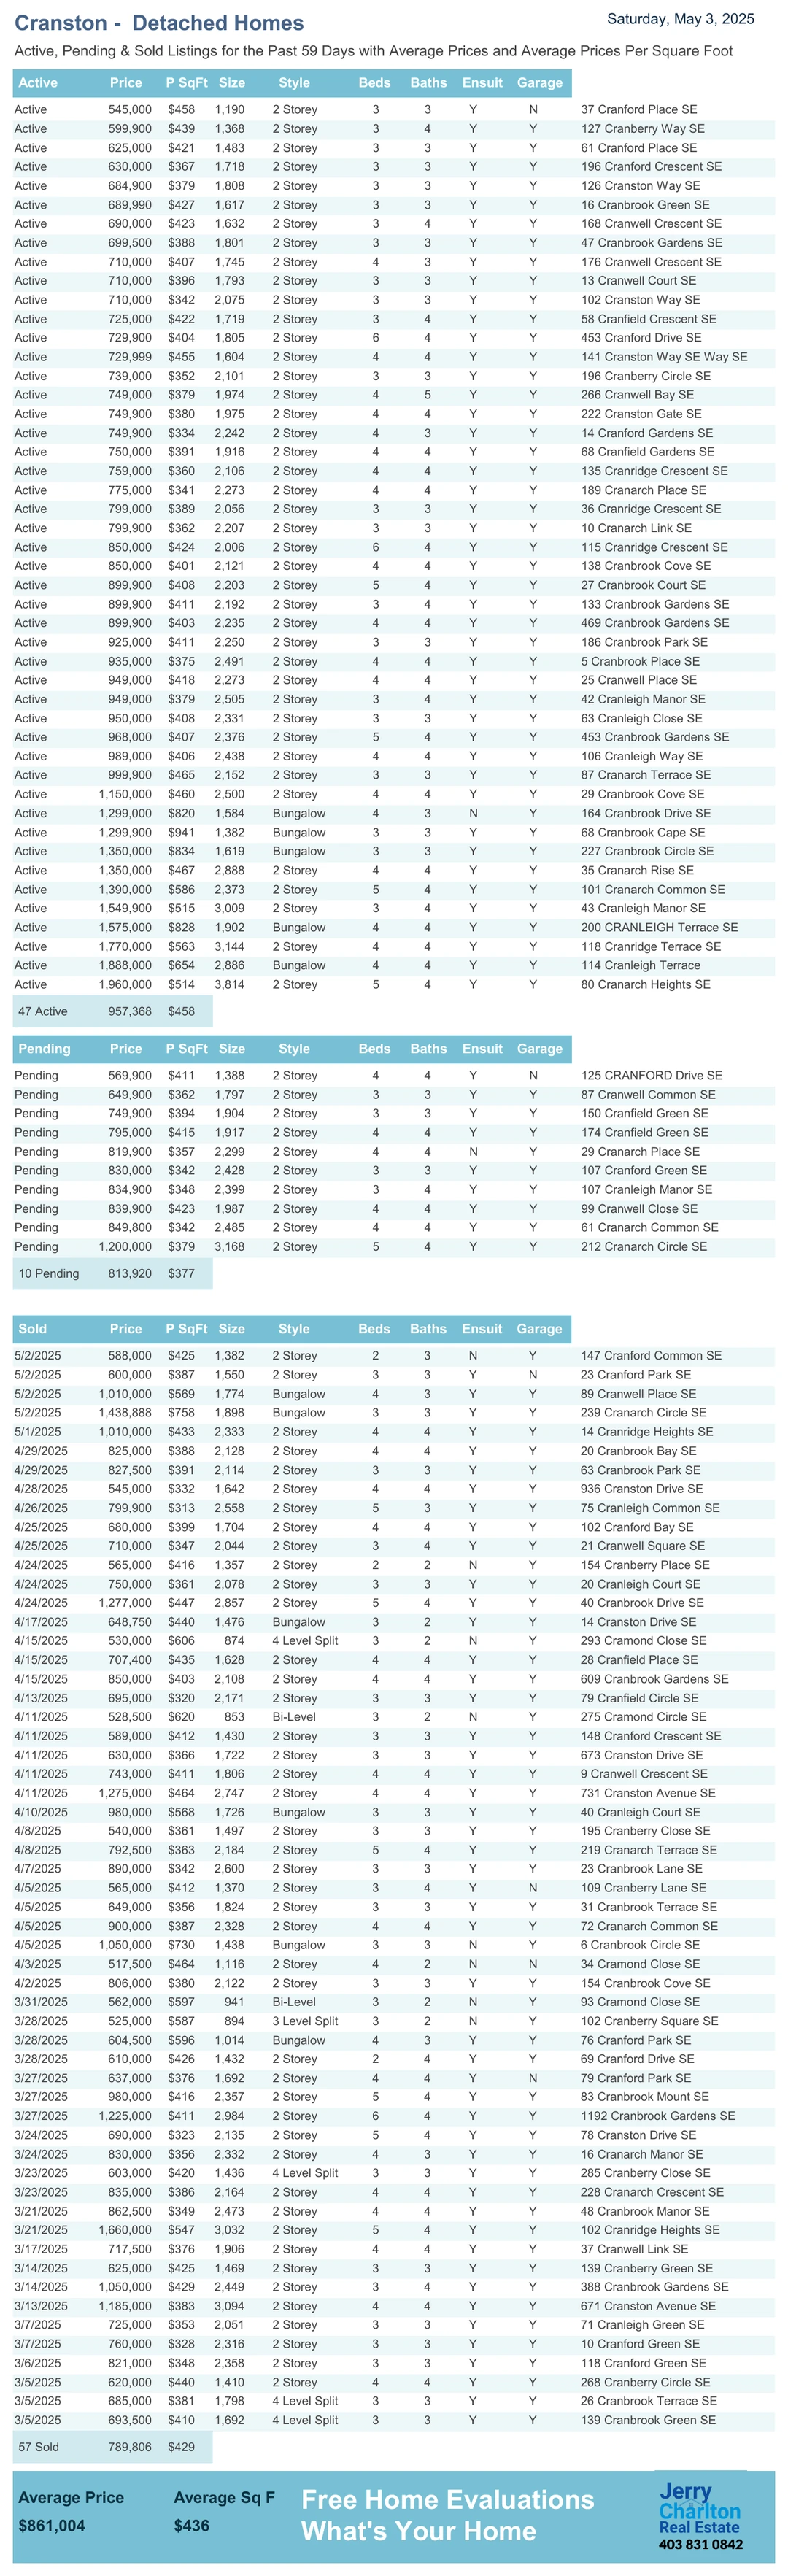 Cranston - Detached Homes Saturday, May 3, 2025
Active, Pending & Sold Listings for the Past 59 Days with Average Prices and Average Prices Per Square Foot
Active Price P SqFt Size Style Beds Baths Ensuit Garage
Active 545,000 $458 1,190 2 Storey 3 3 Y N 37 Cranford Place SE
Active 599,900 $439 1,368 2 Storey 3 4 Y Y 127 Cranberry Way SE
Active 625,000 $421 1,483 2 Storey 3 3 Y Y 61 Cranford Place SE
Active 630,000 $367 1,718 2 Storey 3 3 Y Y 196 Cranford Crescent SE
Active 684,900 $379 1,808 2 Storey 3 3 Y Y 126 Cranston Way SE
Active 689,990 $427 1,617 2 Storey 3 3 Y Y 16 Cranbrook Green SE
Active 690,000 $423 1,632 2 Storey 3 4 Y Y 168 Cranwell Crescent SE
Active 699,500 $388 1,801 2 Storey 3 3 Y Y 47 Cranbrook Gardens SE
Active 710,000 $407 1,745 2 Storey 4 3 Y Y 176 Cranwell Crescent SE
Active 710,000 $396 1,793 2 Storey 3 3 Y Y 13 Cranwell Court SE
Active 710,000 $342 2,075 2 Storey 3 3 Y Y 102 Cranston Way SE
Active 725,000 $422 1,719 2 Storey 3 4 Y Y 58 Cranfield Crescent SE
Active 729,900 $404 1,805 2 Storey 6 4 Y Y 453 Cranford Drive SE
Active 729,999 $455 1,604 2 Storey 4 4 Y Y 141 Cranston Way SE Way SE
Active 739,000 $352 2,101 2 Storey 3 3 Y Y 196 Cranberry Circle SE
Active 749,000 $379 1,974 2 Storey 4 5 Y Y 266 Cranwell Bay SE
Active 749,900 $380 1,975 2 Storey 4 4 Y Y 222 Cranston Gate SE
Active 749,900 $334 2,242 2 Storey 4 3 Y Y 14 Cranford Gardens SE
Active 750,000 $391 1,916 2 Storey 4 4 Y Y 68 Cranfield Gardens SE
Active 759,000 $360 2,106 2 Storey 4 4 Y Y 135 Cranridge Crescent SE
Active 775,000 $341 2,273 2 Storey 4 4 Y Y 189 Cranarch Place SE
Active 799,000 $389 2,056 2 Storey 3 3 Y Y 36 Cranridge Crescent SE
Active 799,900 $362 2,207 2 Storey 3 3 Y Y 10 Cranarch Link SE
Active 850,000 $424 2,006 2 Storey 6 4 Y Y 115 Cranridge Crescent SE
Active 850,000 $401 2,121 2 Storey 4 4 Y Y 138 Cranbrook Cove SE
Active 899,900 $408 2,203 2 Storey 5 4 Y Y 27 Cranbrook Court SE
Active 899,900 $411 2,192 2 Storey 3 4 Y Y 133 Cranbrook Gardens SE
Active 899,900 $403 2,235 2 Storey 4 4 Y Y 469 Cranbrook Gardens SE
Active 925,000 $411 2,250 2 Storey 3 3 Y Y 186 Cranbrook Park SE
Active 935,000 $375 2,491 2 Storey 4 4 Y Y 5 Cranbrook Place SE
Active 949,000 $418 2,273 2 Storey 4 4 Y Y 25 Cranwell Place SE
Active 949,000 $379 2,505 2 Storey 3 4 Y Y 42 Cranleigh Manor SE
Active 950,000 $408 2,331 2 Storey 3 3 Y Y 63 Cranleigh Close SE
Active 968,000 $407 2,376 2 Storey 5 4 Y Y 453 Cranbrook Gardens SE
Active 989,000 $406 2,438 2 Storey 4 4 Y Y 106 Cranleigh Way SE
Active 999,900 $465 2,152 2 Storey 3 3 Y Y 87 Cranarch Terrace SE
Active 1,150,000 $460 2,500 2 Storey 4 4 Y Y 29 Cranbrook Cove SE
Active 1,299,000 $820 1,584 Bungalow 4 3 N Y 164 Cranbrook Drive SE
Active 1,299,900 $941 1,382 Bungalow 3 3 Y Y 68 Cranbrook Cape SE
Active 1,350,000 $834 1,619 Bungalow 3 3 Y Y 227 Cranbrook Circle SE
Active 1,350,000 $467 2,888 2 Storey 4 4 Y Y 35 Cranarch Rise SE
Active 1,390,000 $586 2,373 2 Storey 5 4 Y Y 101 Cranarch Common SE
Active 1,549,900 $515 3,009 2 Storey 3 4 Y Y 43 Cranleigh Manor SE
Active 1,575,000 $828 1,902 Bungalow 4 4 Y Y 200 CRANLEIGH Terrace SE
Active 1,770,000 $563 3,144 2 Storey 4 4 Y Y 118 Cranridge Terrace SE
Active 1,888,000 $654 2,886 Bungalow 4 4 Y Y 114 Cranleigh Terrace
Active 1,960,000 $514 3,814 2 Storey 5 4 Y Y 80 Cranarch Heights SE
47 Active 957,368 $458
Pending Price P SqFt Size Style Beds Baths Ensuit Garage
Pending 569,900 $411 1,388 2 Storey 4 4 Y N 125 CRANFORD Drive SE
Pending 649,900 $362 1,797 2 Storey 3 3 Y Y 87 Cranwell Common SE
Pending 749,900 $394 1,904 2 Storey 3 3 Y Y 150 Cranfield Green SE
Pending 795,000 $415 1,917 2 Storey 4 4 Y Y 174 Cranfield Green SE
Pending 819,900 $357 2,299 2 Storey 4 4 N Y 29 Cranarch Place SE
Pending 830,000 $342 2,428 2 Storey 3 3 Y Y 107 Cranford Green SE
Pending 834,900 $348 2,399 2 Storey 3 4 Y Y 107 Cranleigh Manor SE
Pending 839,900 $423 1,987 2 Storey 4 4 Y Y 99 Cranwell Close SE
Pending 849,800 $342 2,485 2 Storey 4 4 Y Y 61 Cranarch Common SE
Pending 1,200,000 $379 3,168 2 Storey 5 4 Y Y 212 Cranarch Circle SE
10 Pending 813,920 $377
Sold Price P SqFt Size Style Beds Baths Ensuit Garage
5/2/2025 588,000 $425 1,382 2 Storey 2 3 N Y 147 Cranford Common SE
5/2/2025 600,000 $387 1,550 2 Storey 3 3 Y N 23 Cranford Park SE
5/2/2025 1,010,000 $569 1,774 Bungalow 4 3 Y Y 89 Cranwell Place SE
5/2/2025 1,438,888 $758 1,898 Bungalow 3 3 Y Y 239 Cranarch Circle SE
5/1/2025 1,010,000 $433 2,333 2 Storey 4 4 Y Y 14 Cranridge Heights SE
4/29/2025 825,000 $388 2,128 2 Storey 4 4 Y Y 20 Cranbrook Bay SE
4/29/2025 827,500 $391 2,114 2 Storey 3 3 Y Y 63 Cranbrook Park SE
4/28/2025 545,000 $332 1,642 2 Storey 4 4 Y Y 936 Cranston Drive SE
4/26/2025 799,900 $313 2,558 2 Storey 5 3 Y Y 75 Cranleigh Common SE
4/25/2025 680,000 $399 1,704 2 Storey 4 4 Y Y 102 Cranford Bay SE
4/25/2025 710,000 $347 2,044 2 Storey 3 4 Y Y 21 Cranwell Square SE
4/24/2025 565,000 $416 1,357 2 Storey 2 2 N Y 154 Cranberry Place SE
4/24/2025 750,000 $361 2,078 2 Storey 3 3 Y Y 20 Cranleigh Court SE
4/24/2025 1,277,000 $447 2,857 2 Storey 5 4 Y Y 40 Cranbrook Drive SE
4/17/2025 648,750 $440 1,476 Bungalow 3 2 Y Y 14 Cranston Drive SE
4/15/2025 530,000 $606 874 4 Level Split 3 2 N Y 293 Cramond Close SE
4/15/2025 707,400 $435 1,628 2 Storey 4 4 Y Y 28 Cranfield Place SE
4/15/2025 850,000 $403 2,108 2 Storey 4 4 Y Y 609 Cranbrook Gardens SE
4/13/2025 695,000 $320 2,171 2 Storey 3 3 Y Y 79 Cranfield Circle SE
4/11/2025 528,500 $620 853 Bi-Level 3 2 N Y 275 Cramond Circle SE
4/11/2025 589,000 $412 1,430 2 Storey 3 3 Y Y 148 Cranford Crescent SE
4/11/2025 630,000 $366 1,722 2 Storey 3 3 Y Y 673 Cranston Drive SE
4/11/2025 743,000 $411 1,806 2 Storey 4 4 Y Y 9 Cranwell Crescent SE
4/11/2025 1,275,000 $464 2,747 2 Storey 4 4 Y Y 731 Cranston Avenue SE
4/10/2025 980,000 $568 1,726 Bungalow 3 3 Y Y 40 Cranleigh Court SE
4/8/2025 540,000 $361 1,497 2 Storey 3 3 Y Y 195 Cranberry Close SE
4/8/2025 792,500 $363 2,184 2 Storey 5 4 Y Y 219 Cranarch Terrace SE
4/7/2025 890,000 $342 2,600 2 Storey 3 3 Y Y 23 Cranbrook Lane SE
4/5/2025 565,000 $412 1,370 2 Storey 3 4 Y N 109 Cranberry Lane SE
4/5/2025 649,000 $356 1,824 2 Storey 3 3 Y Y 31 Cranbrook Terrace SE
4/5/2025 900,000 $387 2,328 2 Storey 4 4 Y Y 72 Cranarch Common SE
4/5/2025 1,050,000 $730 1,438 Bungalow 3 3 N Y 6 Cranbrook Circle SE
4/3/2025 517,500 $464 1,116 2 Storey 4 2 N N 34 Cramond Close SE
4/2/2025 806,000 $380 2,122 2 Storey 3 3 Y Y 154 Cranbrook Cove SE
3/31/2025 562,000 $597 941 Bi-Level 3 2 N Y 93 Cramond Close SE
3/28/2025 525,000 $587 894 3 Level Split 3 2 N Y 102 Cranberry Square SE
3/28/2025 604,500 $596 1,014 Bungalow 4 3 Y Y 76 Cranford Park SE
3/28/2025 610,000 $426 1,432 2 Storey 2 4 Y Y 69 Cranford Drive SE
3/27/2025 637,000 $376 1,692 2 Storey 4 4 Y N 79 Cranford Park SE
3/27/2025 980,000 $416 2,357 2 Storey 5 4 Y Y 83 Cranbrook Mount SE
3/27/2025 1,225,000 $411 2,984 2 Storey 6 4 Y Y 1192 Cranbrook Gardens SE
3/24/2025 690,000 $323 2,135 2 Storey 5 4 Y Y 78 Cranston Drive SE
3/24/2025 830,000 $356 2,332 2 Storey 4 3 Y Y 16 Cranarch Manor SE
3/23/2025 603,000 $420 1,436 4 Level Split 3 3 Y Y 285 Cranberry Close SE
3/23/2025 835,000 $386 2,164 2 Storey 4 4 Y Y 228 Cranarch Crescent SE
3/21/2025 862,500 $349 2,473 2 Storey 4 4 Y Y 48 Cranbrook Manor SE
3/21/2025 1,660,000 $547 3,032 2 Storey 5 4 Y Y 102 Cranridge Heights SE
3/17/2025 717,500 $376 1,906 2 Storey 4 4 Y Y 37 Cranwell Link SE
3/14/2025 625,000 $425 1,469 2 Storey 3 3 Y Y 139 Cranberry Green SE
3/14/2025 1,050,000 $429 2,449 2 Storey 3 4 Y Y 388 Cranbrook Gardens SE
3/13/2025 1,185,000 $383 3,094 2 Storey 4 4 Y Y 671 Cranston Avenue SE
3/7/2025 725,000 $353 2,051 2 Storey 3 3 Y Y 71 Cranleigh Green SE
3/7/2025 760,000 $328 2,316 2 Storey 3 3 Y Y 10 Cranford Green SE
3/6/2025 821,000 $348 2,358 2 Storey 3 3 Y Y 118 Cranford Green SE
3/5/2025 620,000 $440 1,410 2 Storey 4 4 Y Y 268 Cranberry Circle SE
3/5/2025 685,000 $381 1,798 4 Level Split 3 3 Y Y 26 Cranbrook Terrace SE
3/5/2025 693,500 $410 1,692 4 Level Split 3 3 Y Y 139 Cranbrook Green SE
57 Sold 789,806 $429
Average Price Average Sq F
$861,004 $436
Free Home Evaluations
What's Your Home
Jerry
Charlton
Real Estate
403 831 0842